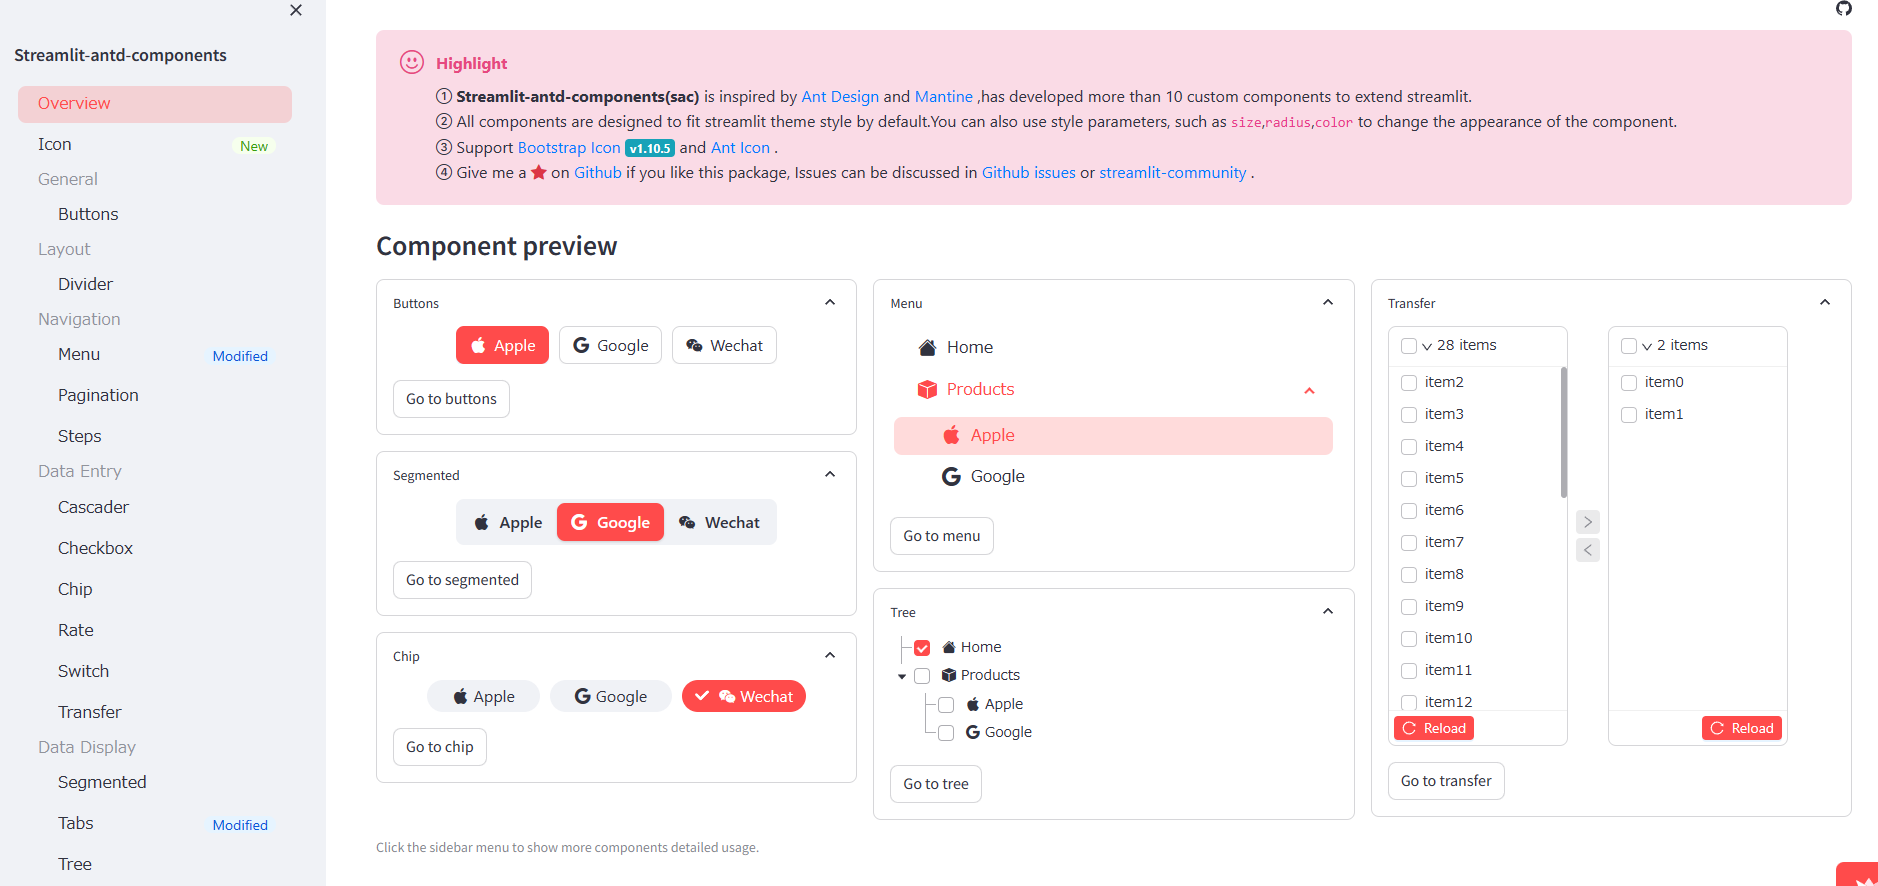 Streamlit-antd-components
Overview
Icon New
General
Buttons
Layout
Divider
Navigation
Menu Modified
Pagination
Steps
Data Entry
Cascader
Checkbox
Chip
Rate
Switch
Transfer
Data Display
Segmented
Tabs Modified
Tree
Highlight
① Streamlit-antd-components(sac) is inspired by Ant Design and Mantine ,has developed more than 10 custom components to extend streamlit.
② All components are designed to fit streamlit theme style by default.You can also use style parameters, such as size,radius,color to change the appearance of the component.
③ Support Bootstrap Icon v1.10.5 and Ant Icon .
④ Give me a on Github if you like this package, Issues can be discussed in Github issues or streamlit-community .
Component preview
Buttons
Apple Google Wechat
Go to buttons
Segmented
Apple Google Wechat
Go to segmented
Chip
Apple Google Wechat
Go to chip
Menu
Home
Products
Apple
Google
Go to menu
Tree
Home
Products
Apple
Google
Go to tree
Transfer
28 items
item2
item3
item4
item5
item6
item7
item8
item9
item10
item11
item12
Reload
2 items
item0
item1
Reload
Go to transfer
Click the sidebar menu to show more components detailed usage.